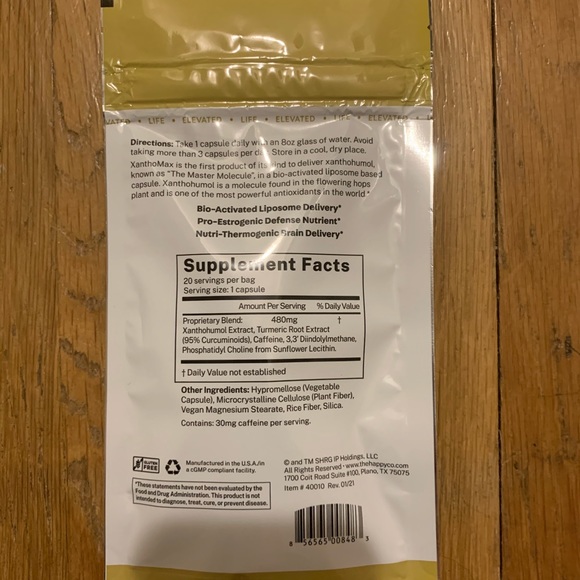 LIFE • ELEVATED • LIFE • ELEVATED • LIFE • ELEVATED
Directions: Take 1 capsule daily with an 8oz glass of water. Avoid
taking more than 3 capsules per day. Store in a cool, dry place.
XanthoMax is the first product of its kind to deliver xanthohumol,
known as "The Master Molecule", in a bio-activated liposome based
capsule. Xanthohumol is a molecule found in the flowering hops
plant and is one of the most powerful antioxidants in the world.*
Bio-Activated Liposome Delivery*
Pro-Estrogenic Defense Nutrient*
Nutri-Thermogenic Brain Delivery*
Supplement Facts
20 servings per bag
Serving size: 1 capsule
Amount Per Serving % Daily Value
Proprietary Blend: 480mg †
Xanthohumol Extract, Turmeric Root Extract
(95% Curcuminoids), Caffeine, 3,3' Diindolylmethane,
Phosphatidyl Choline from Sunflower Lecithin.
† Daily Value not established
Other Ingredients: Hypromellose (Vegetable
Capsule), Microcrystalline Cellulose (Plant Fiber),
Vegan Magnesium Stearate, Rice Fiber, Silica.
Contains: 30mg caffeine per serving.
GLUTEN
FREE
Manufactured in the U.S.A./in
a cGMP compliant facility.
© and TM SHRG IP Holdings, LLC
All Rights Reserved • www.thehappyco.com
1700 Coit Road Suite #100, Plano, TX 75075
Item # 40010 Rev. 01/21
*These statements have not been evaluated by the
Food and Drug Administration. This product is not
intended to diagnose, treat, cure, or prevent disease.
8 56565 00848 3